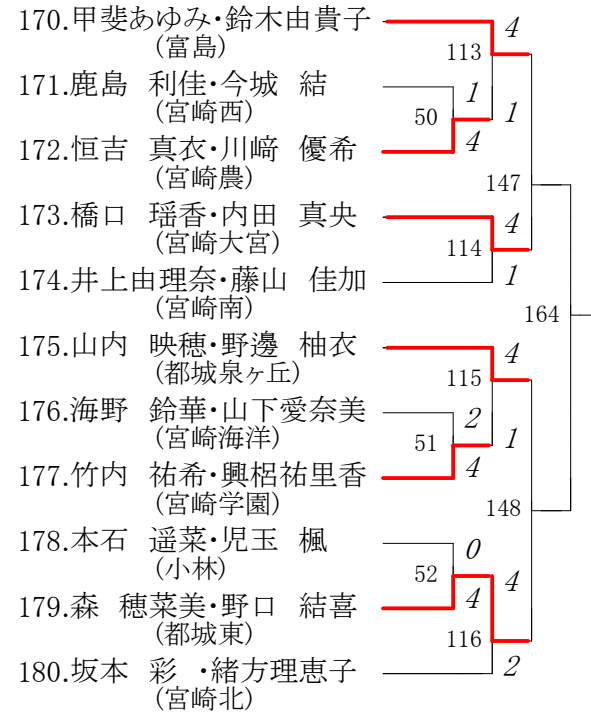 170.甲斐あゆみ・鈴木由貴子
(富島)
171.鹿島 利佳・今城 結
(宮崎西)
172.恒吉 真衣・川﨑 優希
(宮崎農)
173.橋口 瑶香・内田 真央
(宮崎大宮)
174.井上由理奈・藤山 佳加
(宮崎南)
175.山内 映穂・野邊 柚衣
(都城泉ヶ丘)
176.海野 鈴華・山下愛奈美
(宮崎海洋)
177.竹内 祐希・興梠祐里香
(宮崎学園)
178.本石 遥菜・児玉 楓
(小林)
179.森 穂菜美・野口 結喜
(都城東)
180.坂本 彩 ・緒方理恵子
(宮崎北)
4
113
1
50
1
4
147
4
114
1
164
4
115
2
51
1
4
148
0
52
4
4
116
2